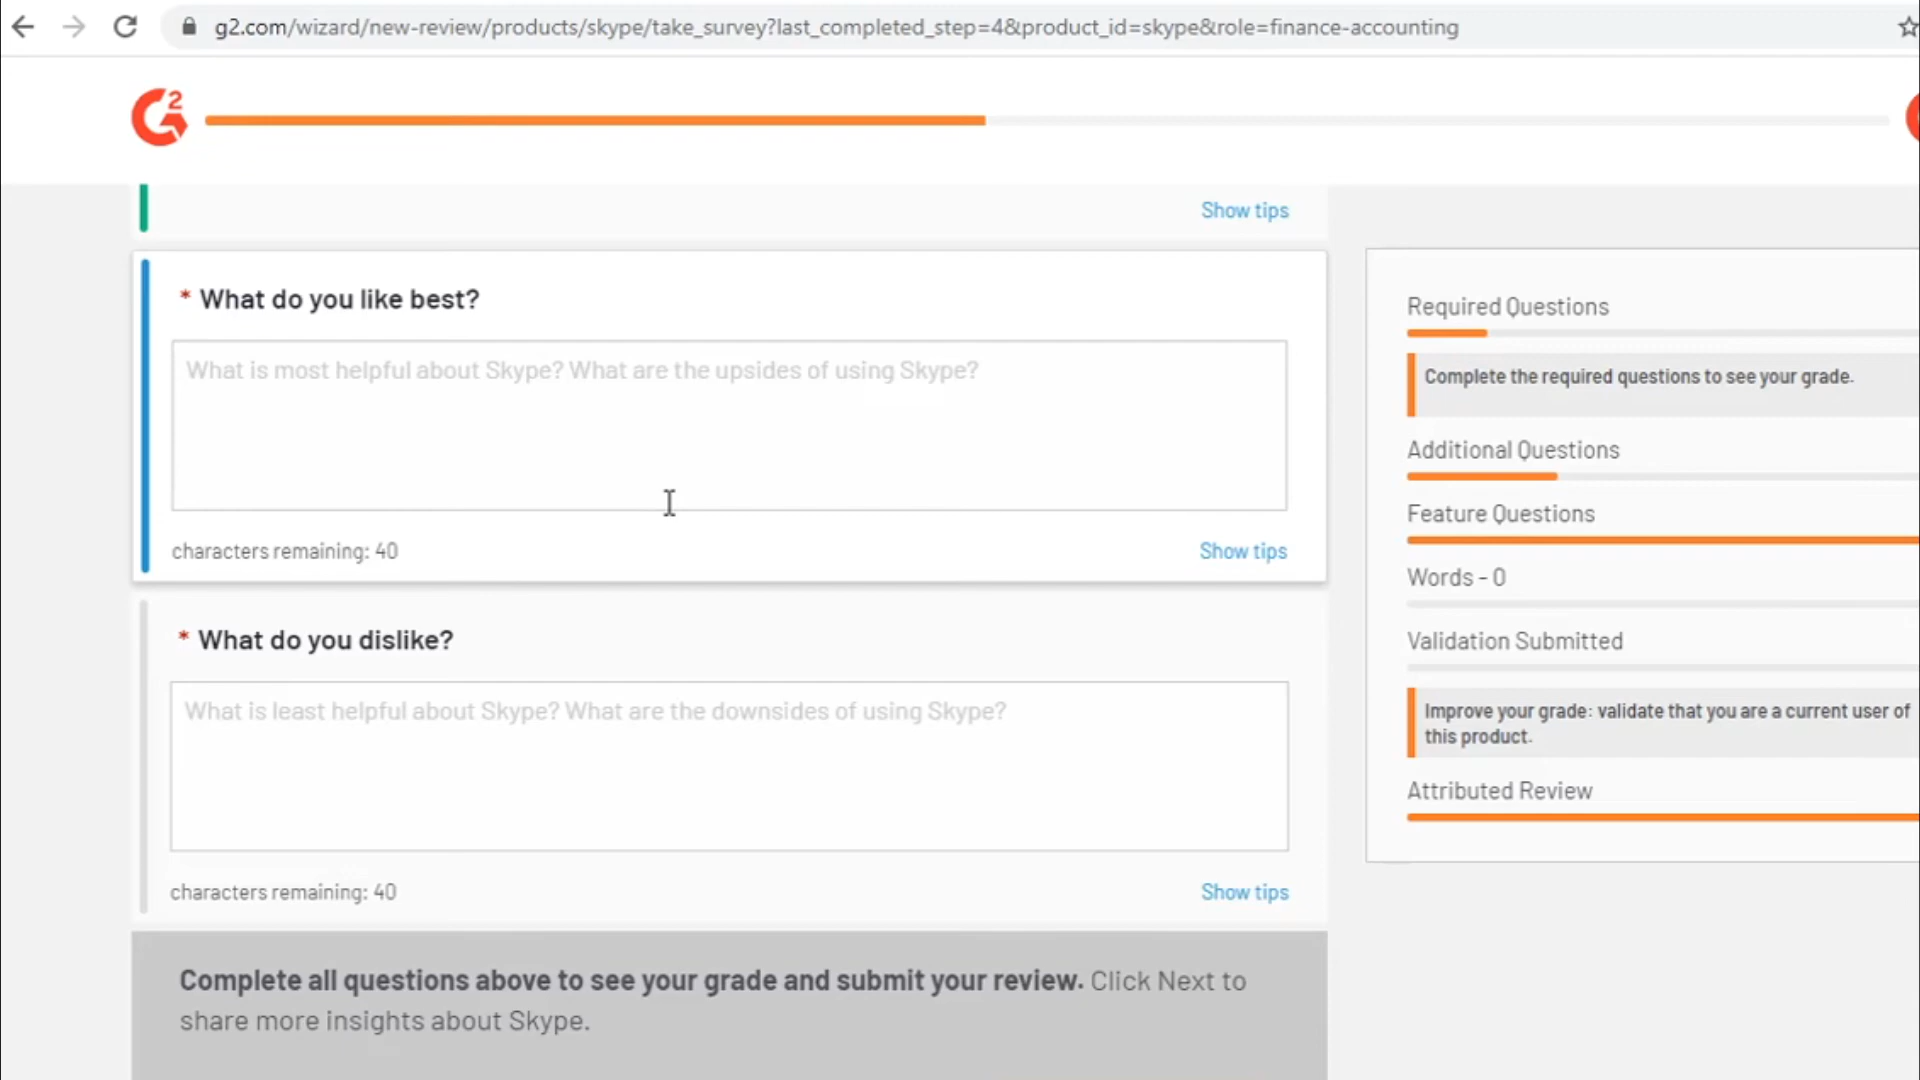 g2.com/wizard/new-review/products/skype/take_survey?last_completed_step=4&product_id=skype&role=finance-accounting
G2
Show tips
* What do you like best?
What is most helpful about Skype? What are the upsides of using Skype?
characters remaining: 40
Show tips
* What do you dislike?
What is least helpful about Skype? What are the downsides of using Skype?
characters remaining: 40
Show tips
Complete all questions above to see your grade and submit your review. Click Next to
share more insights about Skype.
Required Questions
Complete the required questions to see your grade.
Additional Questions
Feature Questions
Words - 0
Validation Submitted
Improve your grade: validate that you are a current user of
this product.
Attributed Review